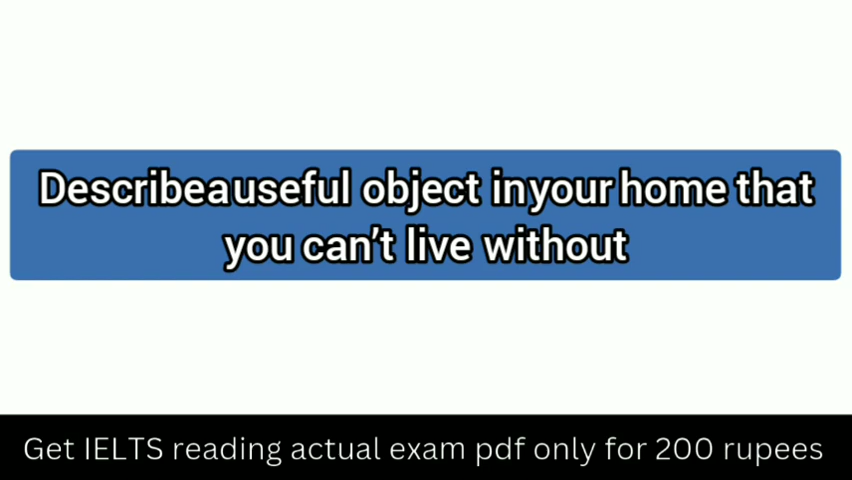 Describeauseful object inyour home that
you can't live without
Get IELTS reading actual exam pdf only for 200 rupees